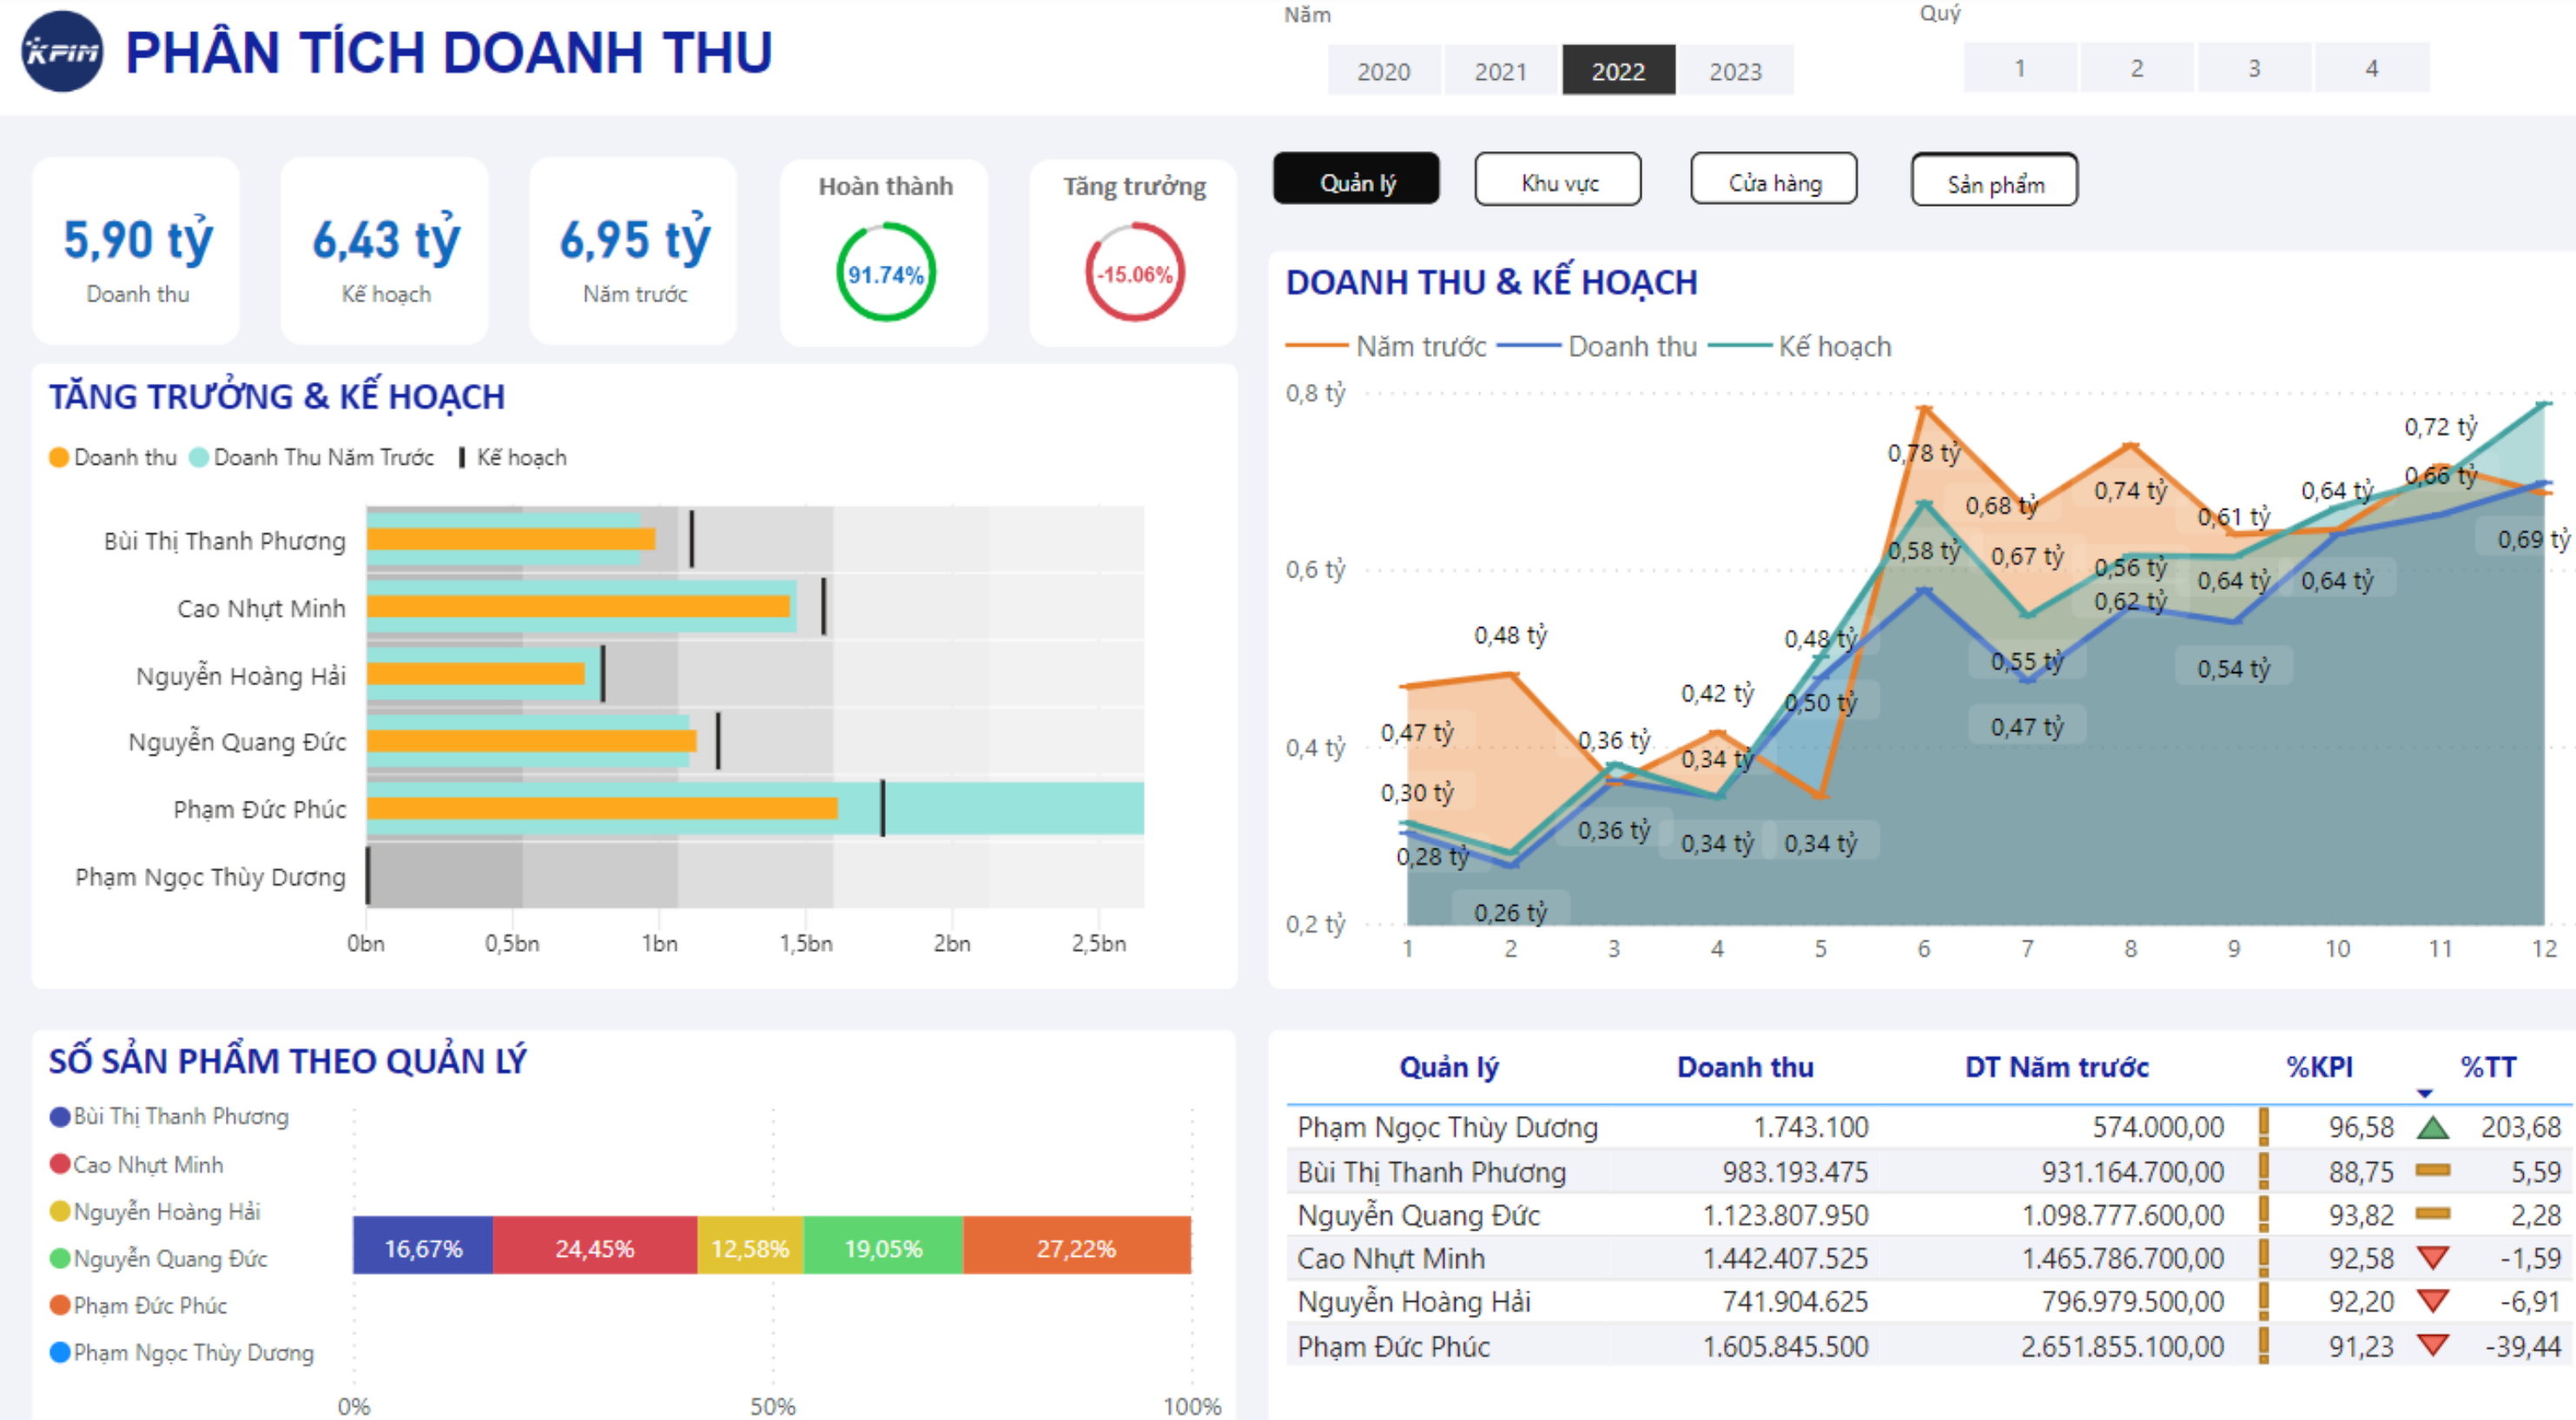 KPIM
PHÂN TÍCH DOANH THU
Năm
2020 2021 2022 2023
Quý
1 2 3 4
5,90 tỷ
Doanh thu
6,43 tỷ
Kế hoạch
6,95 tỷ
Năm trước
Hoàn thành
91.74%
Tăng trưởng
-15.06%
Quản lý
Khu vực
Cửa hàng
Sản phẩm
TĂNG TRƯỞNG & KẾ HOẠCH
Doanh thu Doanh Thu Năm Trước Kế hoạch
Bùi Thị Thanh Phương
Cao Nhựt Minh
Nguyễn Hoàng Hải
Nguyễn Quang Đức
Phạm Đức Phúc
Phạm Ngọc Thùy Dương
0bn 0,5bn 1bn 1,5bn 2bn 2,5bn
DOANH THU & KẾ HOẠCH
Năm trước Doanh thu Kế hoạch
0,8 tỷ
0,6 tỷ
0,4 tỷ
0,2 tỷ
0,47 tỷ
0,30 tỷ
0,28 tỷ
0,48 tỷ
0,26 tỷ
0,36 tỷ
0,36 tỷ
0,42 tỷ
0,34 tỷ
0,34 tỷ
0,48 tỷ
0,50 tỷ
0,34 tỷ
0,78 tỷ
0,58 tỷ
0,68 tỷ
0,67 tỷ
0,55 tỷ
0,47 tỷ
0,74 tỷ
0,56 tỷ
0,62 tỷ
0,61 tỷ
0,64 tỷ
0,54 tỷ
0,64 tỷ
0,64 tỷ
0,72 tỷ
0,66 tỷ
0,69 tỷ
1 2 3 4 5 6 7 8 9 10 11 12
SỐ SẢN PHẨM THEO QUẢN LÝ
Bùi Thị Thanh Phương
Cao Nhựt Minh
Nguyễn Hoàng Hải
Nguyễn Quang Đức
Phạm Đức Phúc
Phạm Ngọc Thùy Dương
16,67% 24,45% 12,58% 19,05% 27,22%
0% 50% 100%
Quản lý Doanh thu DT Năm trước %KPI %TT
Phạm Ngọc Thùy Dương 1.743.100 574.000,00 96,58 203,68
Bùi Thị Thanh Phương 983.193.475 931.164.700,00 88,75 5,59
Nguyễn Quang Đức 1.123.807.950 1.098.777.600,00 93,82 2,28
Cao Nhựt Minh 1.442.407.525 1.465.786.700,00 92,58 -1,59
Nguyễn Hoàng Hải 741.904.625 796.979.500,00 92,20 -6,91
Phạm Đức Phúc 1.605.845.500 2.651.855.100,00 91,23 -39,44